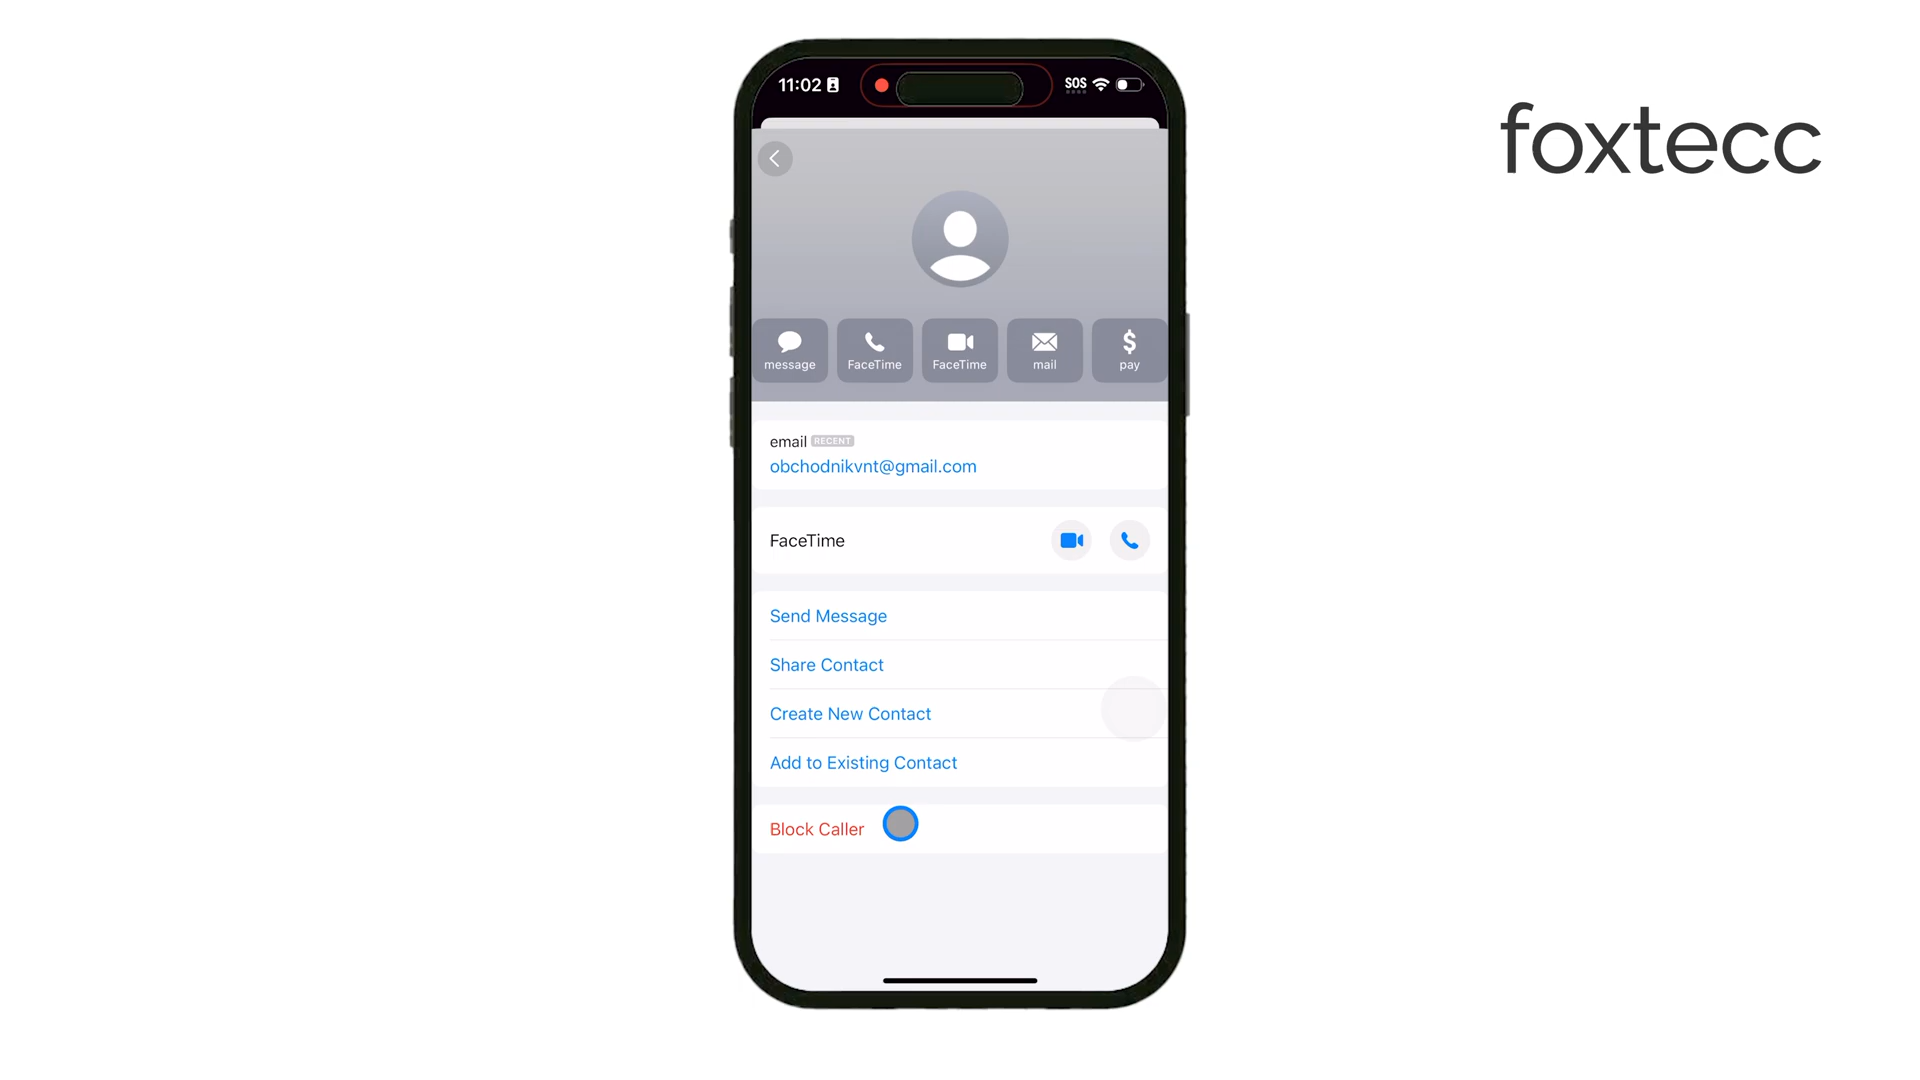 foxtecc
11:02
SOS
message
FaceTime
FaceTime
mail
$
pay
email RECENT
obchodnikvnt@gmail.com
FaceTime
Send Message
Share Contact
Create New Contact
Add to Existing Contact
Block Caller